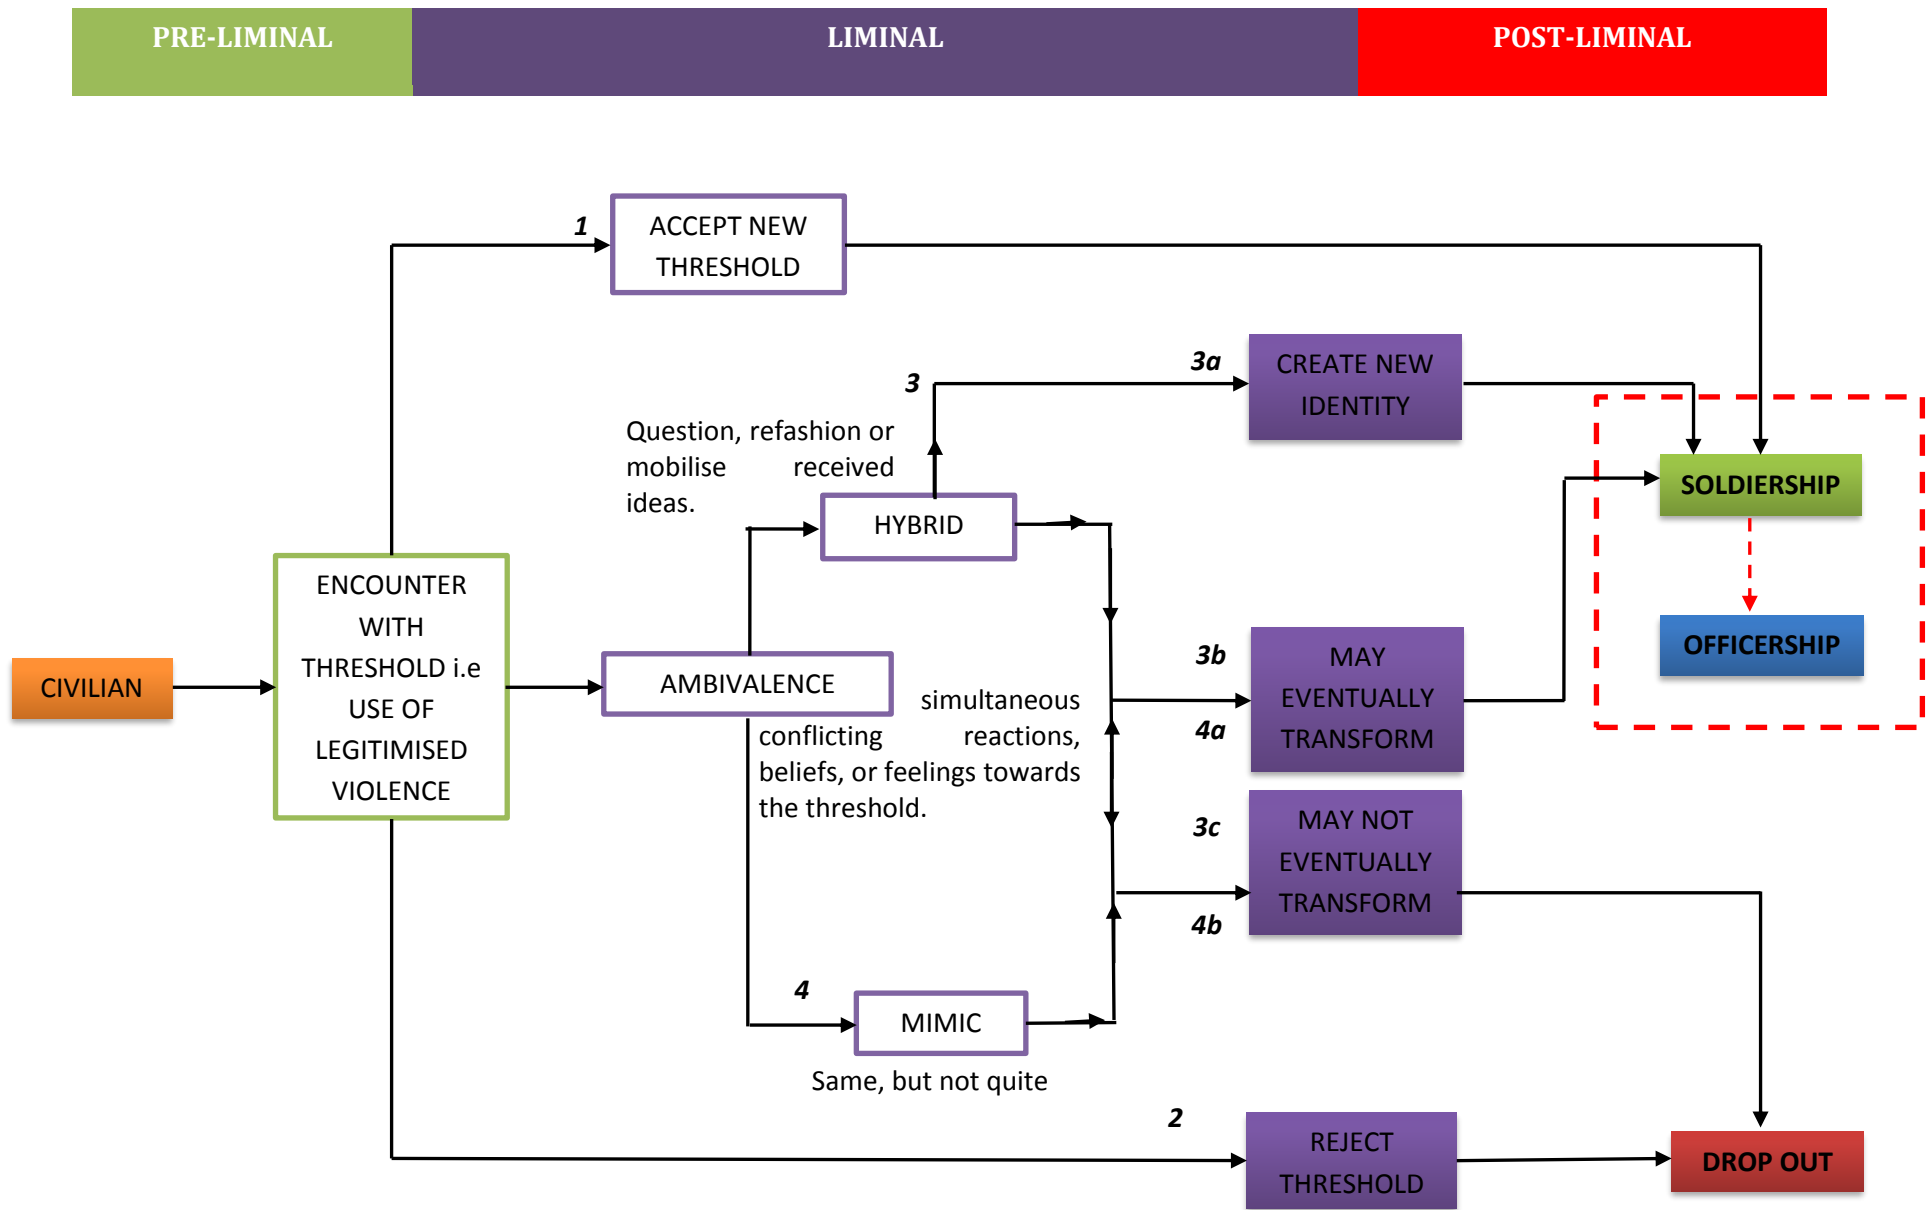 PRE-LIMINAL
LIMINAL
POST-LIMINAL
1
ACCEPT NEW
THRESHOLD
3
3a
CREATE NEW
IDENTITY
Question, refashion or
mobilise received
ideas.
HYBRID
SOLDIERSHIP
OFFICERSHIP
CIVILIAN
ENCOUNTER
WITH
THRESHOLD i.e
USE OF
LEGITIMISED
VIOLENCE
AMBIVALENCE
simultaneous
conflicting reactions,
beliefs, or feelings towards
the threshold.
3b
4a
MAY
EVENTUALLY
TRANSFORM
3c
4b
MAY NOT
EVENTUALLY
TRANSFORM
4
MIMIC
Same, but not quite
2
REJECT
THRESHOLD
DROP OUT